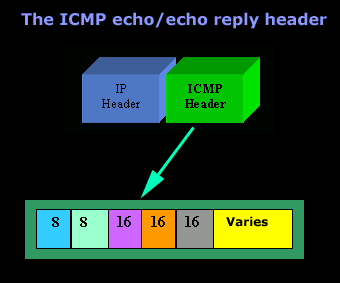 The ICMP echo/echo reply header
IP
Header
ICMP
Header
8 8 16 16 16 Varies